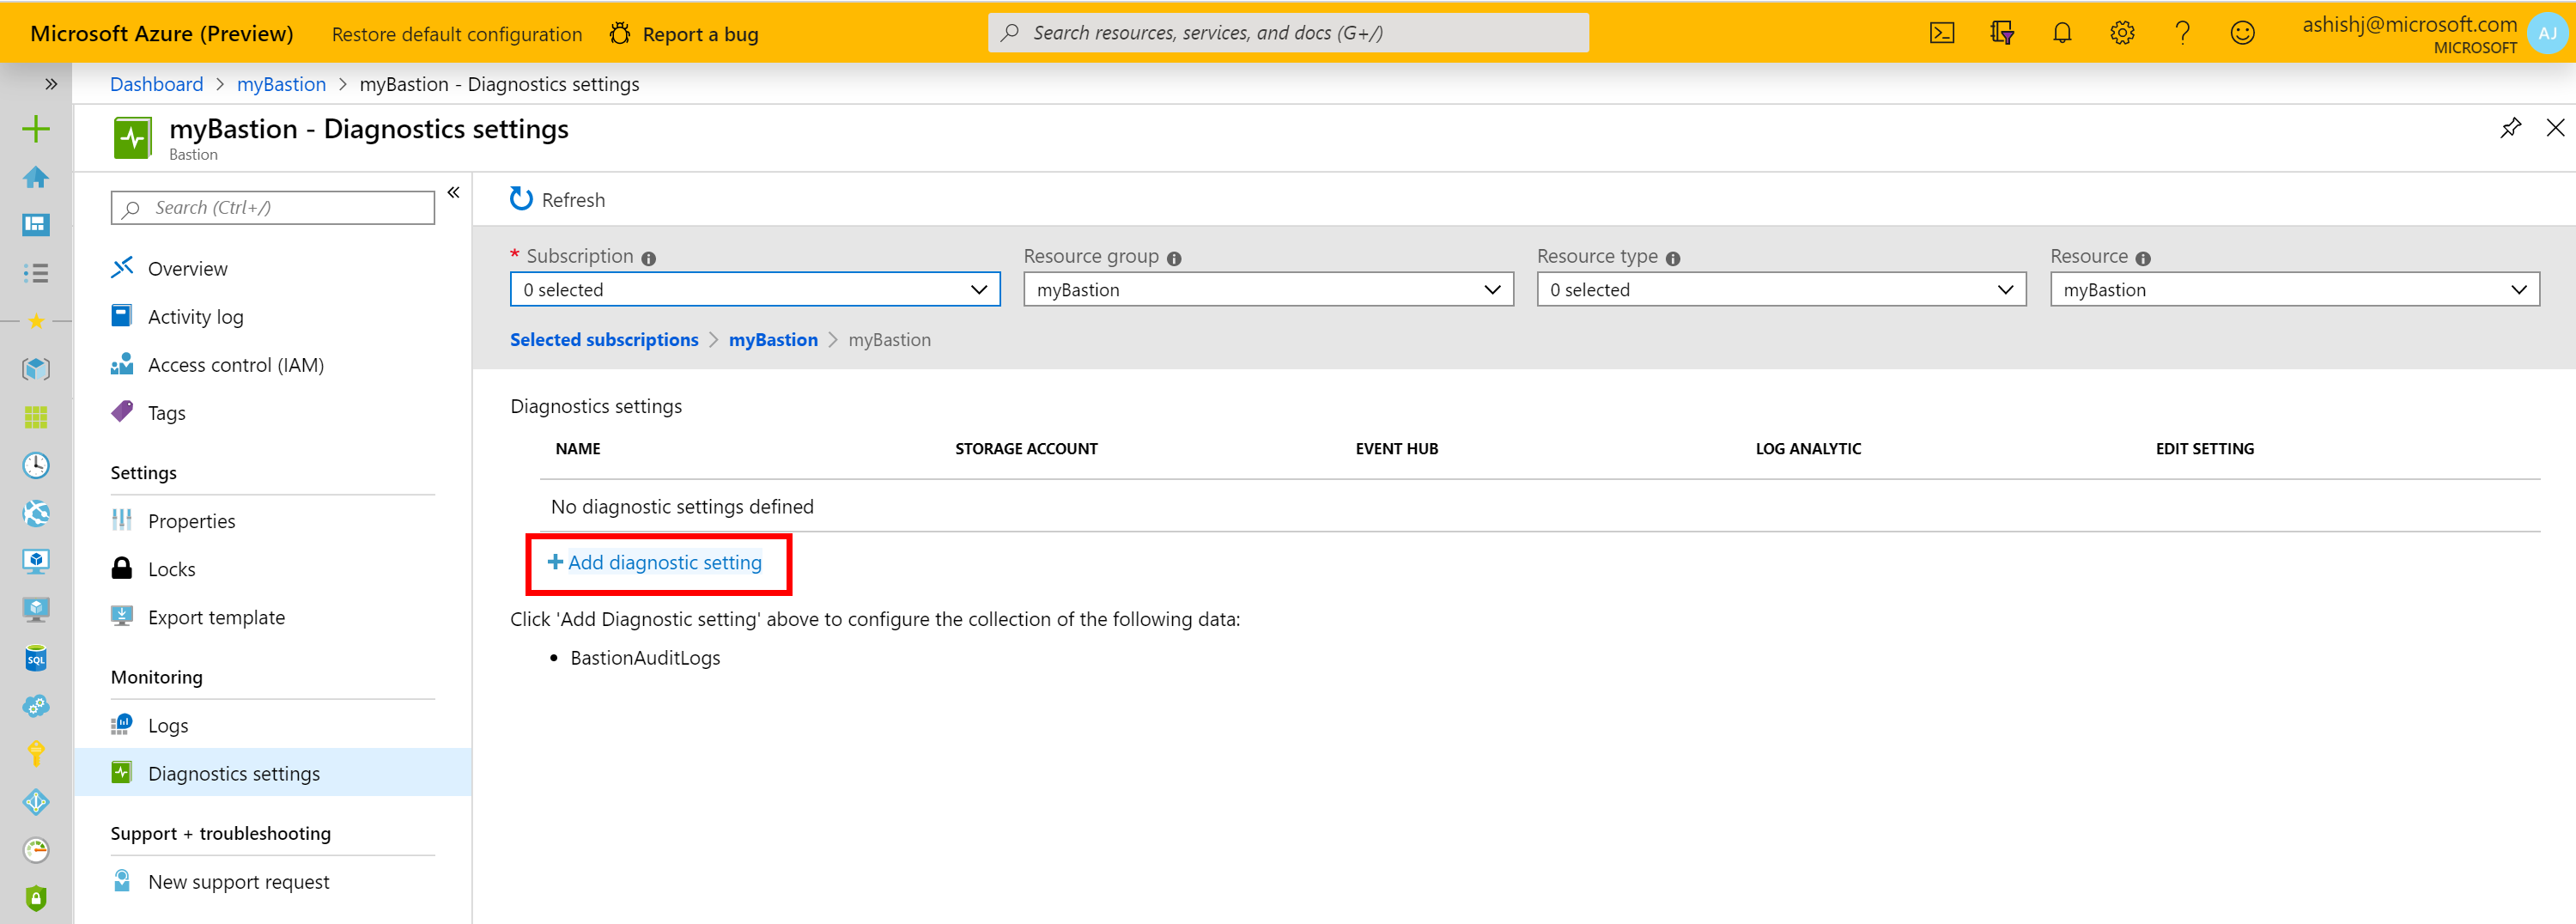 Microsoft Azure (Preview) Restore default configuration Report a bug Search resources, services, and docs (G+/) ashishj@microsoft.com
MICROSOFT
AJ
Dashboard > myBastion > myBastion - Diagnostics settings
myBastion - Diagnostics settings
Bastion
Search (Ctrl+/)
Overview
Activity log
Access control (IAM)
Tags
Settings
Properties
Locks
Export template
Monitoring
Logs
Diagnostics settings
Support + troubleshooting
New support request
SQL
Refresh
* Subscription Resource group Resource type Resource
0 selected myBastion 0 selected myBastion
Selected subscriptions > myBastion > myBastion
Diagnostics settings
NAME STORAGE ACCOUNT EVENT HUB LOG ANALYTIC EDIT SETTING
No diagnostic settings defined
+ Add diagnostic setting
Click 'Add Diagnostic setting' above to configure the collection of the following data:
• BastionAuditLogs